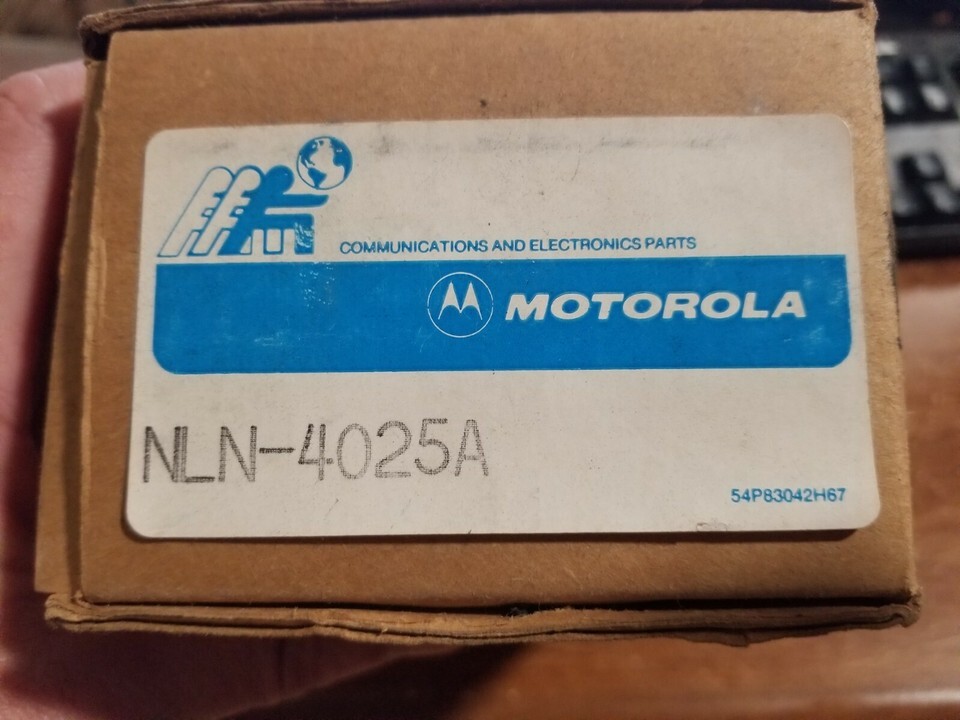 COMMUNICATIONS AND ELECTRONICS PARTS
MOTOROLA
NLN-4025A
54P83042H67